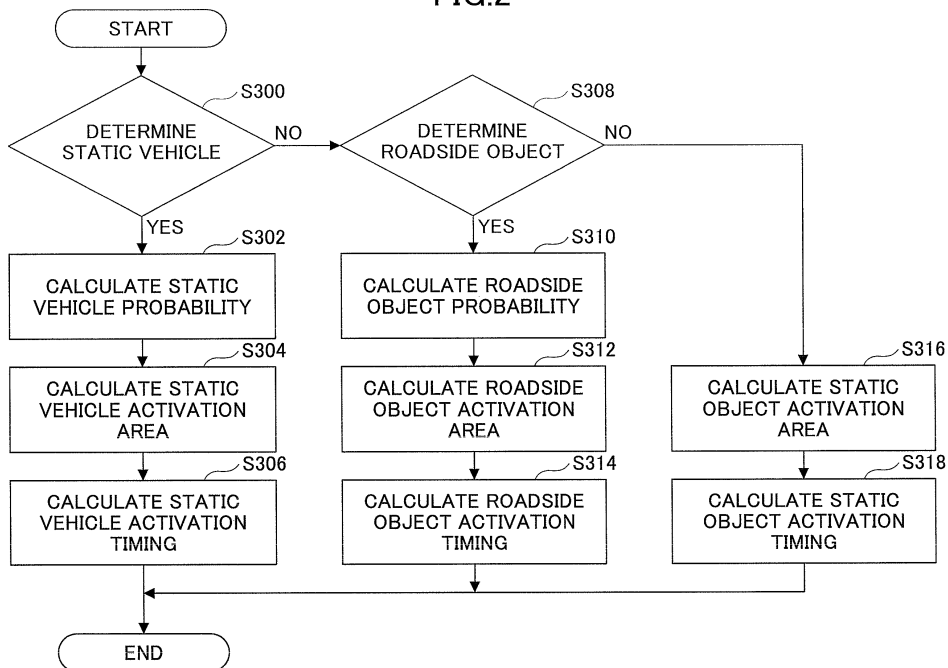 FIG.2
START
S300
DETERMINE
STATIC VEHICLE
NO
YES
S308
DETERMINE
ROADSIDE OBJECT
NO
YES
S302
CALCULATE STATIC
VEHICLE PROBABILITY
S304
CALCULATE STATIC
VEHICLE ACTIVATION
AREA
S306
CALCULATE STATIC
VEHICLE ACTIVATION
TIMING
S310
CALCULATE ROADSIDE
OBJECT PROBABILITY
S312
CALCULATE ROADSIDE
OBJECT ACTIVATION
AREA
S314
CALCULATE ROADSIDE
OBJECT ACTIVATION
TIMING
S316
CALCULATE STATIC
OBJECT ACTIVATION
AREA
S318
CALCULATE STATIC
OBJECT ACTIVATION
TIMING
END